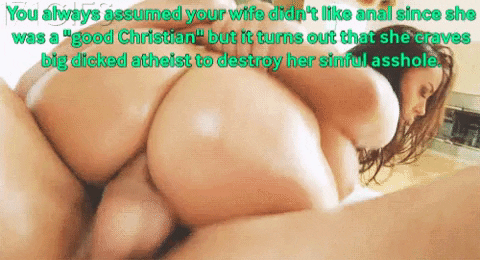 You always assumed your wife didn't like anal since she
was a "good Christian" but it turns out that she craves
big dicked atheist to destroy her sinful asshole.